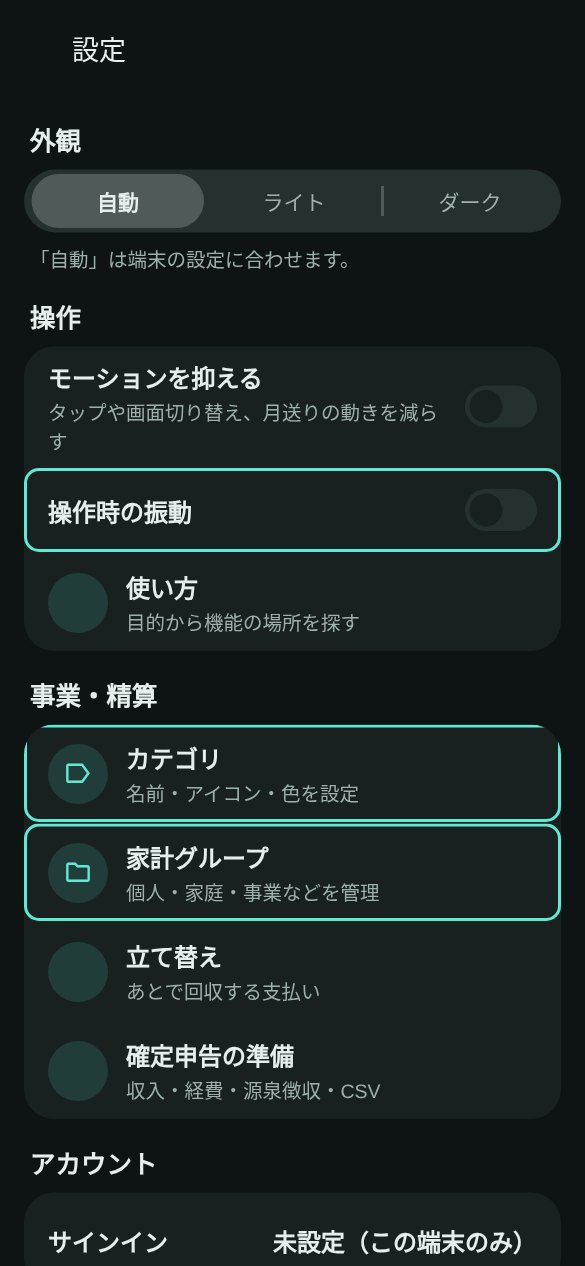 設定
外観
自動
ライト
ダーク
「自動」は端末の設定に合わせます。
操作
モーションを抑える
タップや画面切り替え、月送りの動きを減ら
す
操作時の振動
使い方
目的から機能の場所を探す
事業・精算
カテゴリ
名前・アイコン・色を設定
家計グループ
個人・家庭・事業などを管理
立て替え
あとで回収する支払い
確定申告の準備
収入・経費・源泉徴収・CSV
アカウント
サインイン
未設定（この端末のみ）